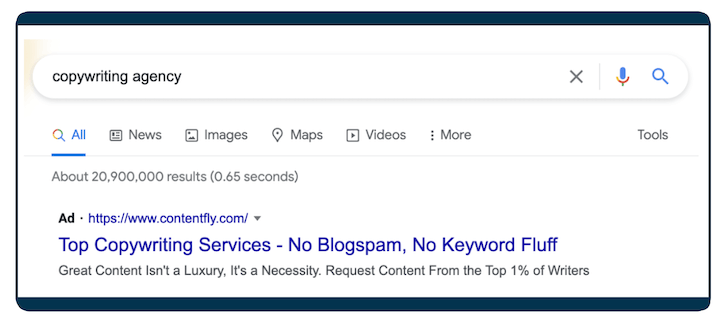 copywriting agency
All News Images Maps Videos More Tools
About 20,900,000 results (0.65 seconds)
Ad · https://www.contentfly.com/
Top Copywriting Services - No Blogspam, No Keyword Fluff
Great Content Isn't a Luxury, It's a Necessity. Request Content From the Top 1% of Writers